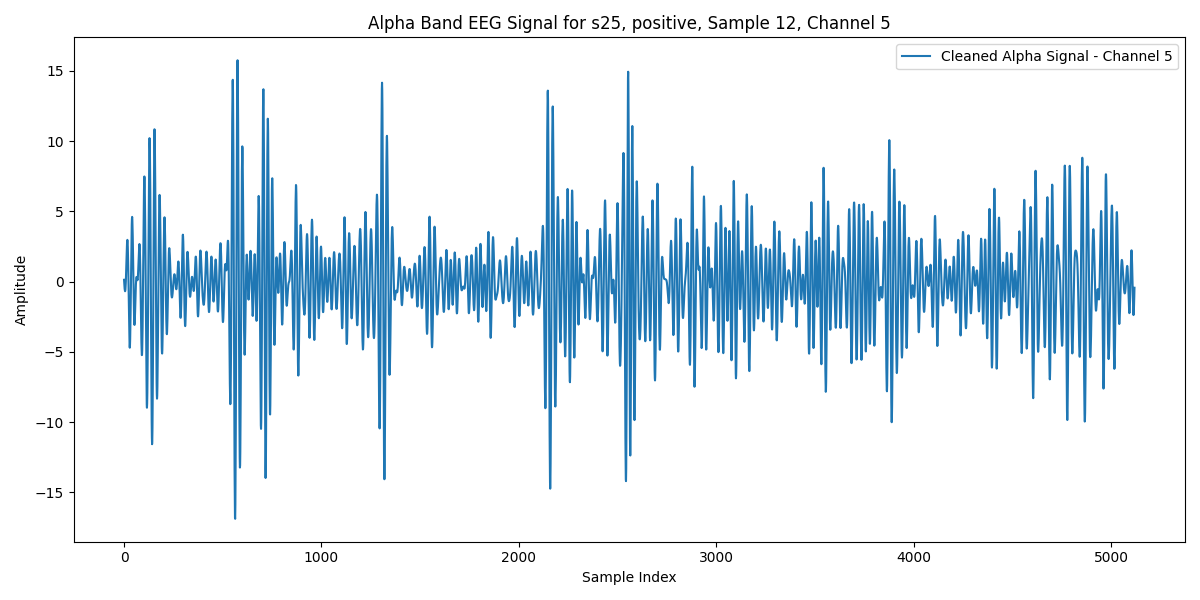 Alpha Band EEG Signal for s25, positive, Sample 12, Channel 5
Cleaned Alpha Signal - Channel 5
Amplitude
15
10
5
0
−5
−10
−15
0 1000 2000 3000 4000 5000
Sample Index